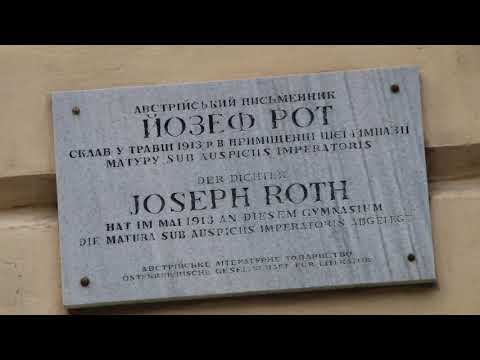 АВСТРІЙСЬКИЙ ПИСЬМЕННИК
ЙОЗЕФ РОТ
СКЛАВ У ТРАВНІ 1913 р В ПРИМІЩЕННІ ЦІЄЇ ГІМНАЗІЇ
МАТУРУ SUB AUSPICIIS IMPERATORIS
DER DICHTER
JOSEPH ROTH
HAT IM MAI 1913 AN DIESEM GYMNASIUM
DIE MATURA SUB AUSPICIIS IMPERATORIS ABGELEGT
АВСТРІЙСЬКЕ ЛІТЕРАТУРНЕ ТОВАРИСТВО
ÖSTERREICHISCHE GESELLSCHAFT FÜR LITERATUR